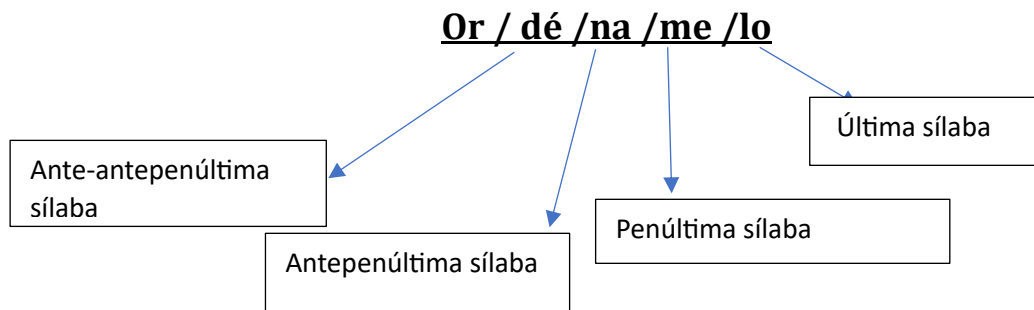 Or / dé /na /me /lo
Última sílaba
Ante-antepenúltima
sílaba
Penúltima sílaba
Antepenúltima sílaba